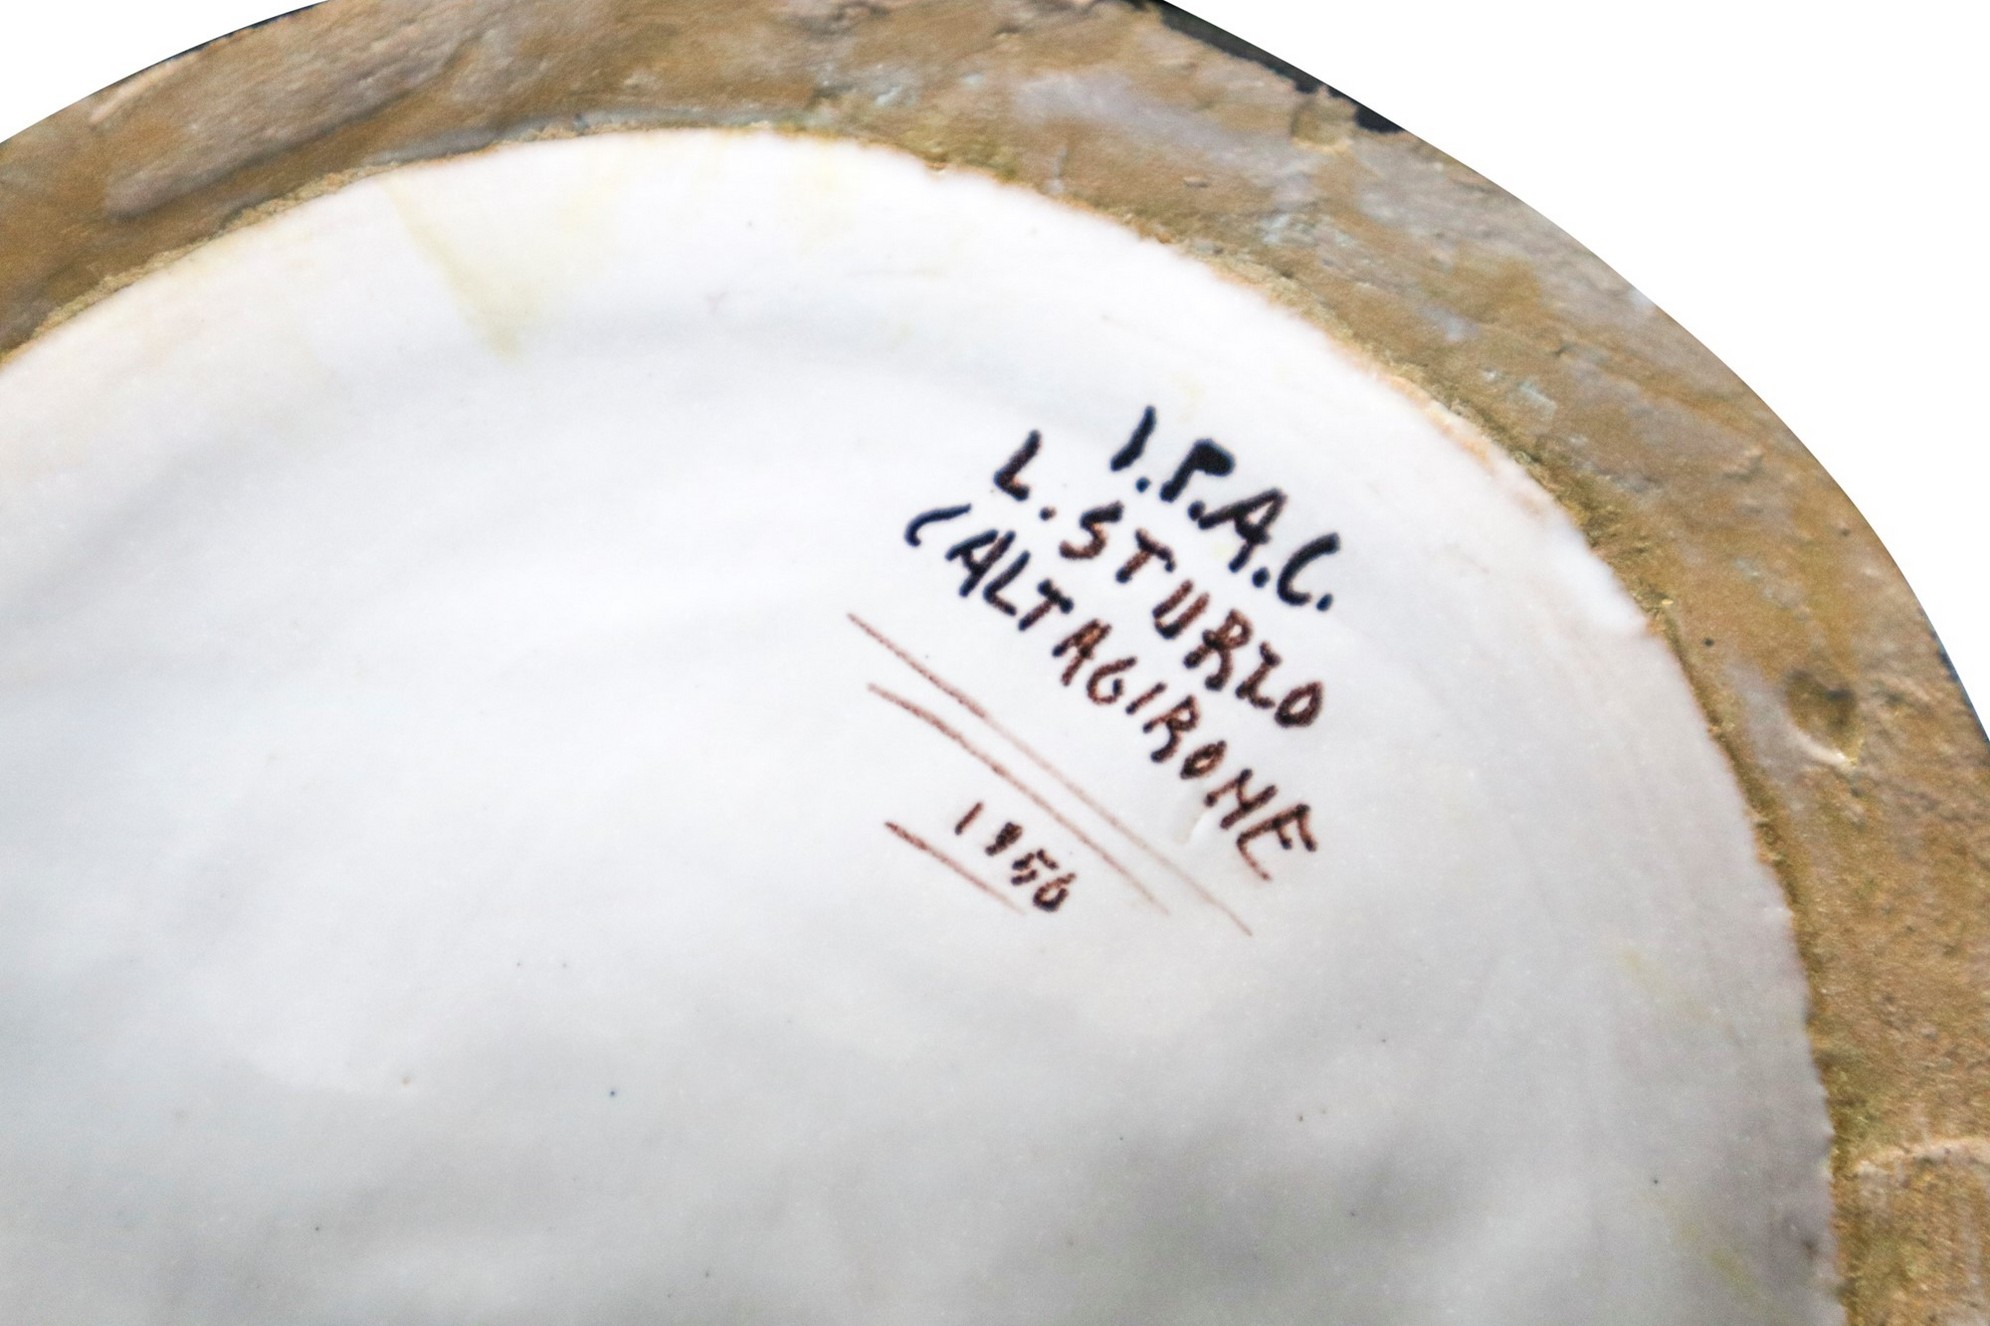 I.P.A.C.
L. STURZO
CALTAGIRONE
1956